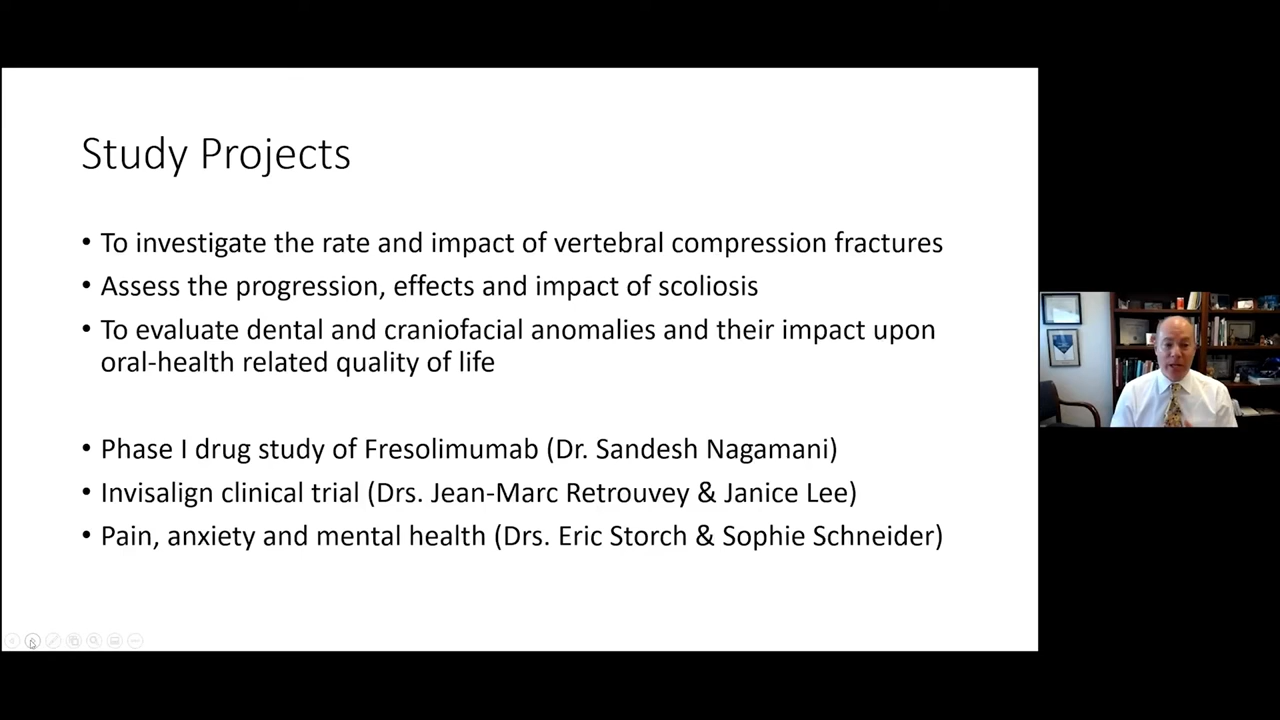 Study Projects
• To investigate the rate and impact of vertebral compression fractures
• Assess the progression, effects and impact of scoliosis
• To evaluate dental and craniofacial anomalies and their impact upon
oral-health related quality of life
• Phase I drug study of Fresolimumab (Dr. Sandesh Nagamani)
• Invisalign clinical trial (Drs. Jean-Marc Retrouvey & Janice Lee)
• Pain, anxiety and mental health (Drs. Eric Storch & Sophie Schneider)